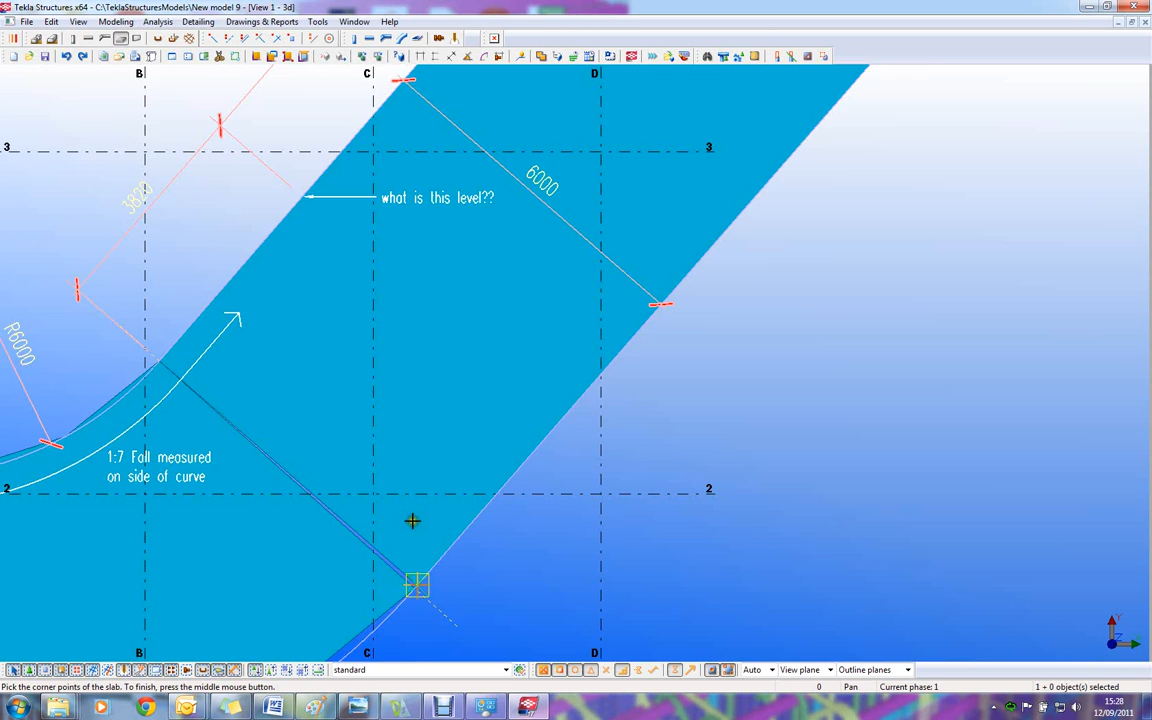 Tekla Structures x64 - C:\TeklaStructuresModels\New model 9 - [View 1 - 3d]
File Edit View Modeling Analysis Detailing Drawings & Reports Tools Window Help
B C D
3 3
3820
6000
what is this level??
R6000
1:7 Fall measured
on side of curve
2 2
B C D
Y
Z
standard
Auto View plane Outline planes
Pick the corner points of the slab. To finish, press the middle mouse button. 0 Pan Current phase: 1 1 + 0 object(s) selected
15:28
12/09/2011